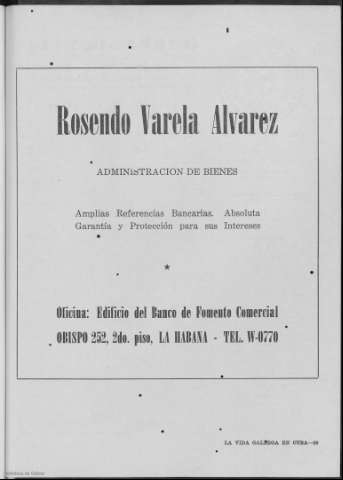 Rosendo Varela Alvarez
ADMINISTRACION DE BIENES
Amplias Referencias Bancarias. Absoluta
Garantía y Protección para sus Intereses
Oficina: Edificio del Banco de Fomento Comercial
OBISPO 252, 2do. piso, LA HABANA - TEL. W-0770
LA VIDA GALLEGA EN CUBA